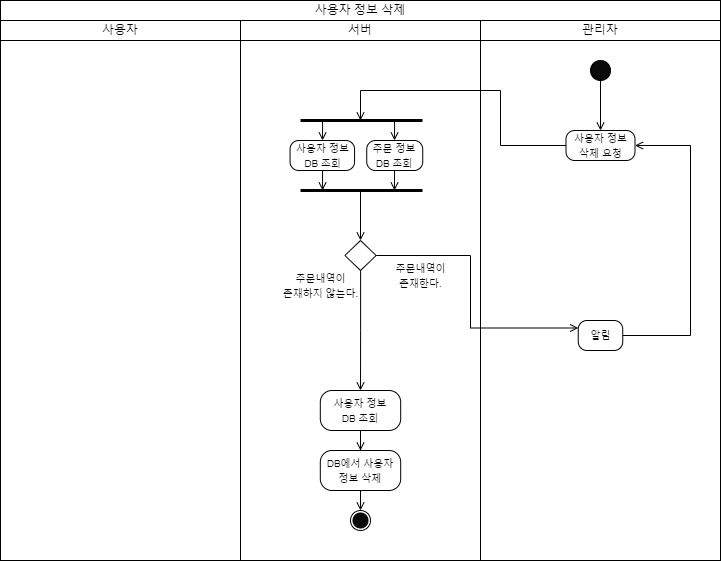 사용자 정보 삭제
사용자
서버
관리자
사용자 정보
삭제 요청
사용자 정보
DB 조회
주문 정보
DB 조회
주문내역이
존재하지 않는다.
주문내역이
존재한다.
알림
사용자 정보
DB 조회
DB에서 사용자
정보 삭제